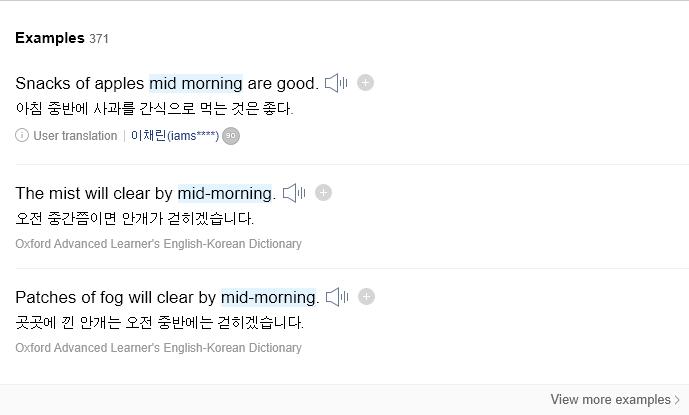 Examples 371
Snacks of apples mid morning are good.
아침 중반에 사과를 간식으로 먹는 것은 좋다.
User translation | 이채린(iams****) 90
The mist will clear by mid-morning.
오전 중간쯤이면 안개가 걷히겠습니다.
Oxford Advanced Learner's English-Korean Dictionary
Patches of fog will clear by mid-morning.
곳곳에 낀 안개는 오전 중반에는 걷히겠습니다.
Oxford Advanced Learner's English-Korean Dictionary
View more examples